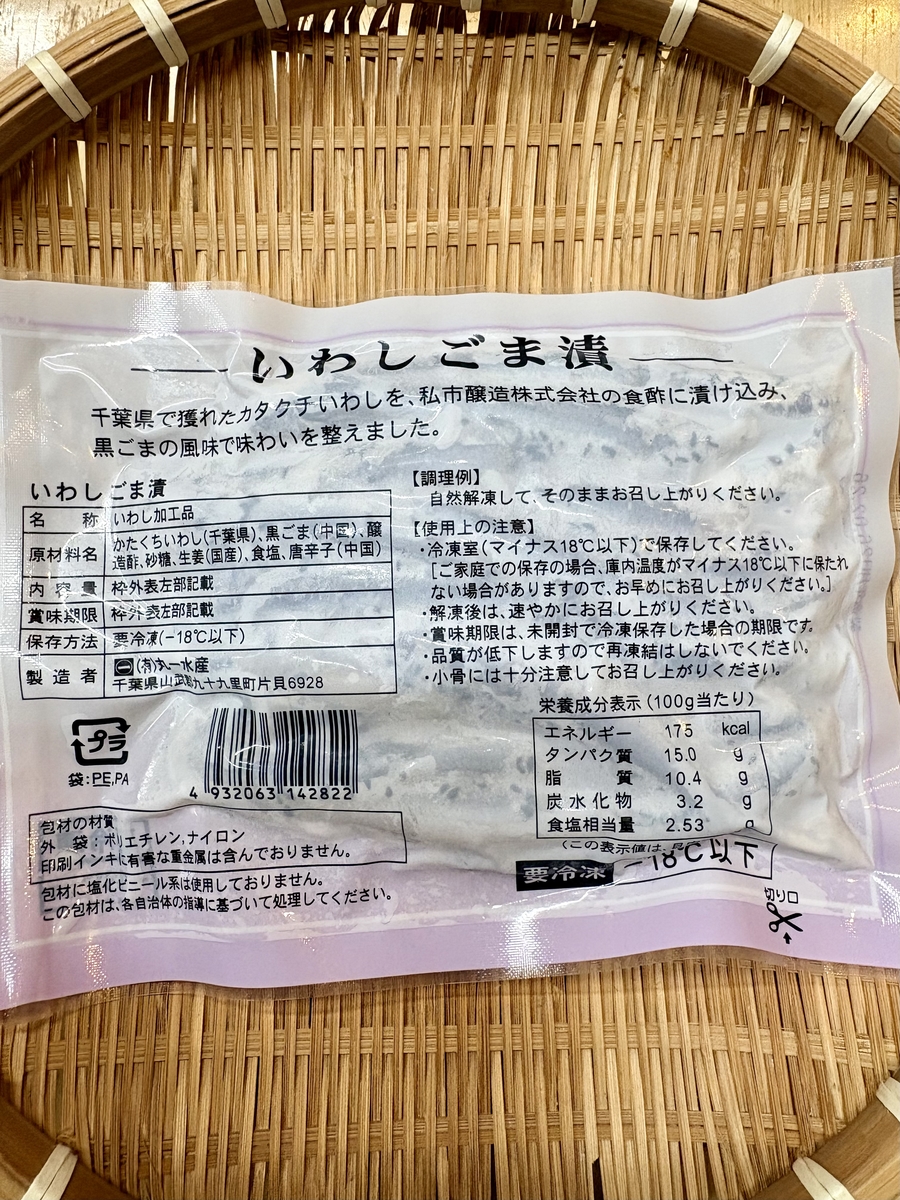 いわしごま漬
千葉県で獲れたカタクチいわしを、私市醸造株式会社の食酢に漬け込み、
黒ごまの風味で味わいを整えました。
いわしごま漬
名称 いわし加工品
原材料名 かたくちいわし(千葉県)、黒ごま(中国)、醸
造酢、砂糖、生姜(国産)、食塩、唐辛子(中国)
内容量 枠外表左部記載
賞味期限 枠外表左部記載
保存方法 要冷凍(-18℃以下)
製造者 (有)カ一水産
千葉県山武郡九十九里町片貝6928
プラ
袋:PE,PA
4 932063 142822
包材の材質
外 袋:ポリエチレン,ナイロン
印刷インキに有害な重金属は含んでおりません。
包材に塩化ビニール系は使用しておりません。
この包材は、各自治体の指導に基づいて処理してください。
【調理例】
自然解凍して、そのままお召し上がりください。
【使用上の注意】
・冷凍室(マイナス18℃以下)で保存してください。
[ご家庭での保存の場合、庫内温度がマイナス18℃以下に保たれ
ない場合がありますので、お早めにお召し上がりください。]
・解凍後は、速やかにお召し上がりください。
・賞味期限は、未開封で冷凍保存した場合の期限です。
・品質が低下しますので再凍結はしないでください。
・小骨には十分注意してお召し上がりください。
栄養成分表示(100g当たり)
エネルギー 175 kcal
タンパク質 15.0 g
脂質 10.4 g
炭水化物 3.2 g
食塩相当量 2.53 g
(この表示値は、
要冷凍 -18℃以下
切り口